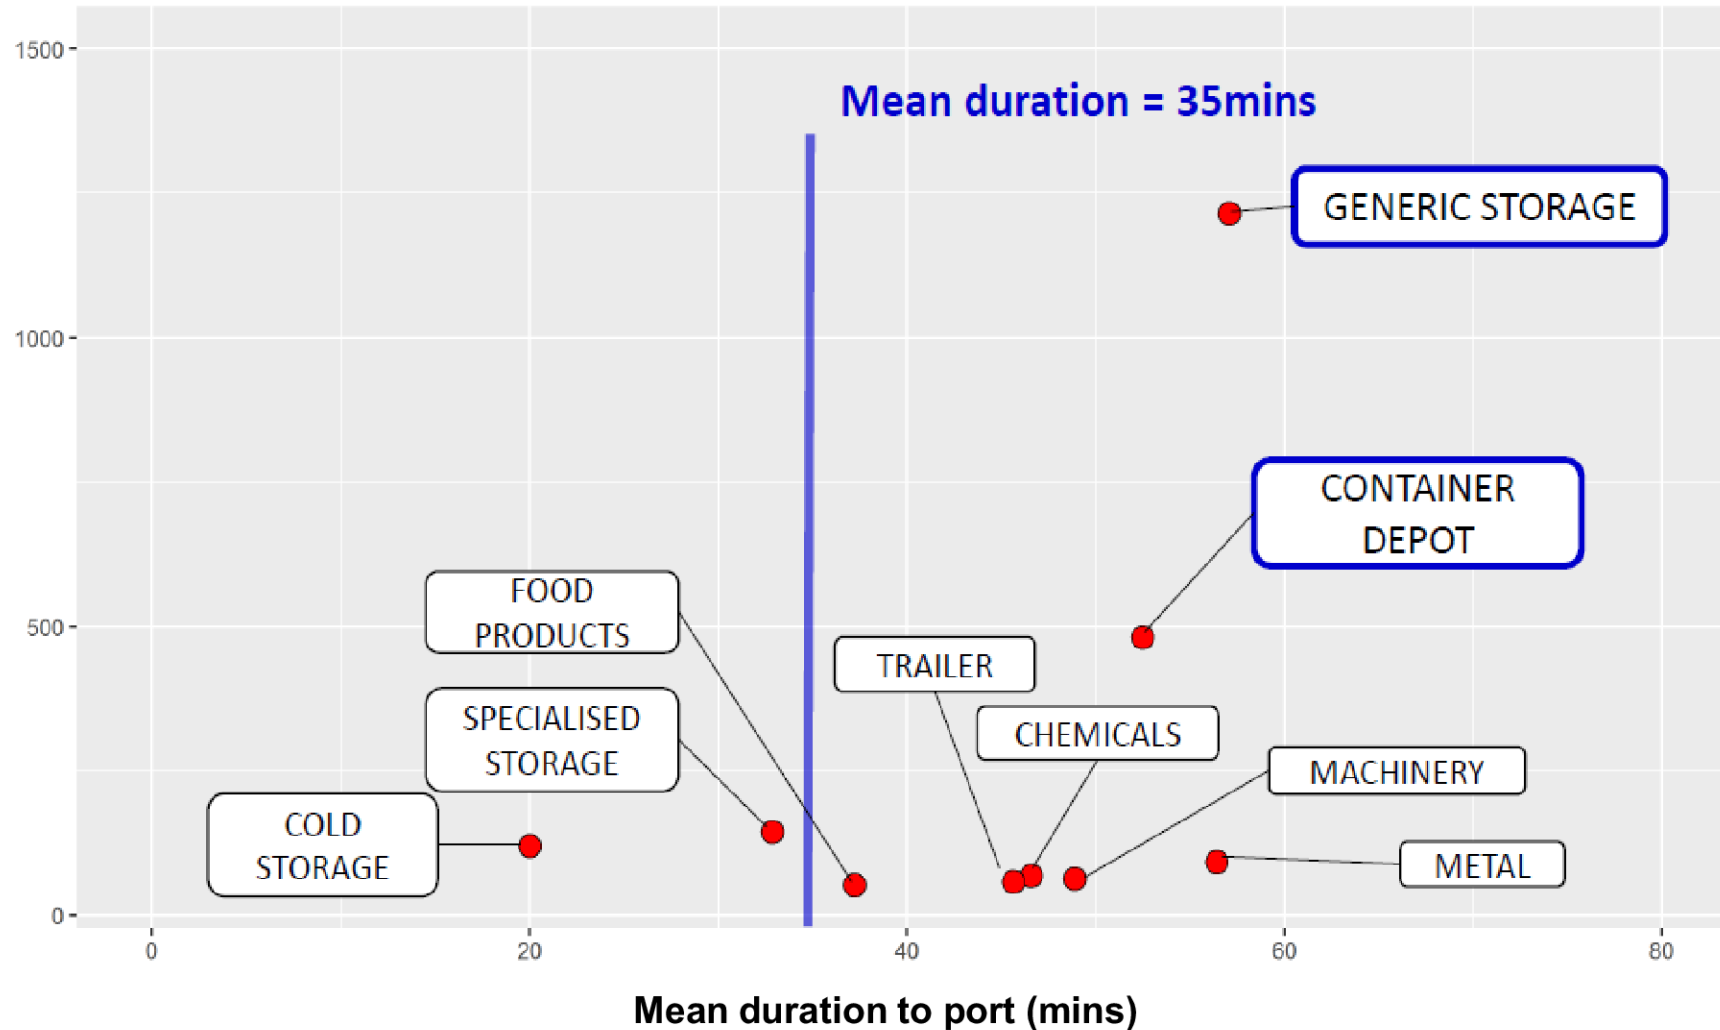 1500
Mean duration = 35mins
GENERIC STORAGE
1000
CONTAINER
DEPOT
FOOD
PRODUCTS
500
TRAILER
SPECIALISED
STORAGE
CHEMICALS
MACHINERY
COLD
STORAGE
METAL
0
0 20 40 60 80
Mean duration to port (mins)